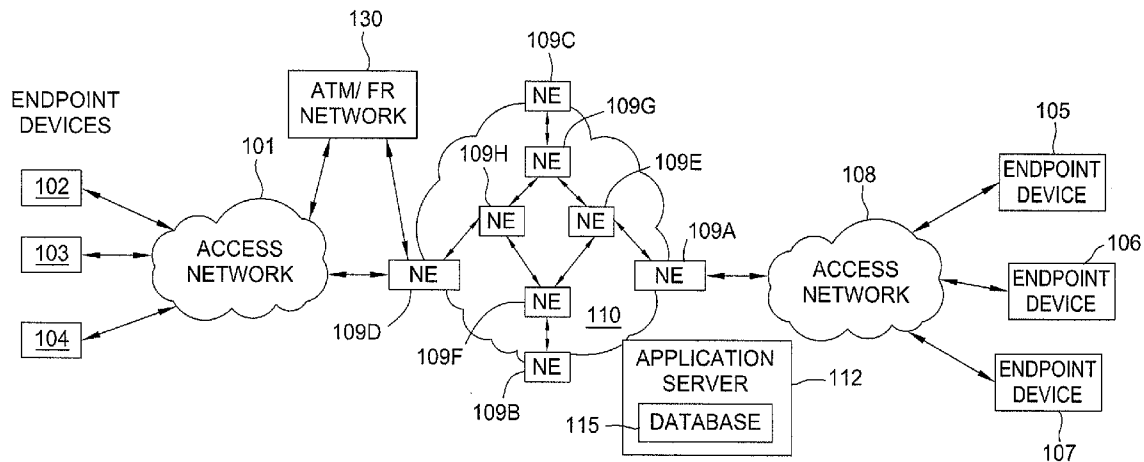 130
109C
ATM/ FR
NETWORK
NE
109G
ENDPOINT
DEVICES
101
109H
NE
109E
105
ENDPOINT
DEVICE
108
102
NE
NE
109A
103
ACCESS
NETWORK
NE
NE
ACCESS
NETWORK
106
ENDPOINT
DEVICE
104
NE
110
109D
109F
NE
APPLICATION
SERVER
112
ENDPOINT
DEVICE
109B
115
DATABASE
107